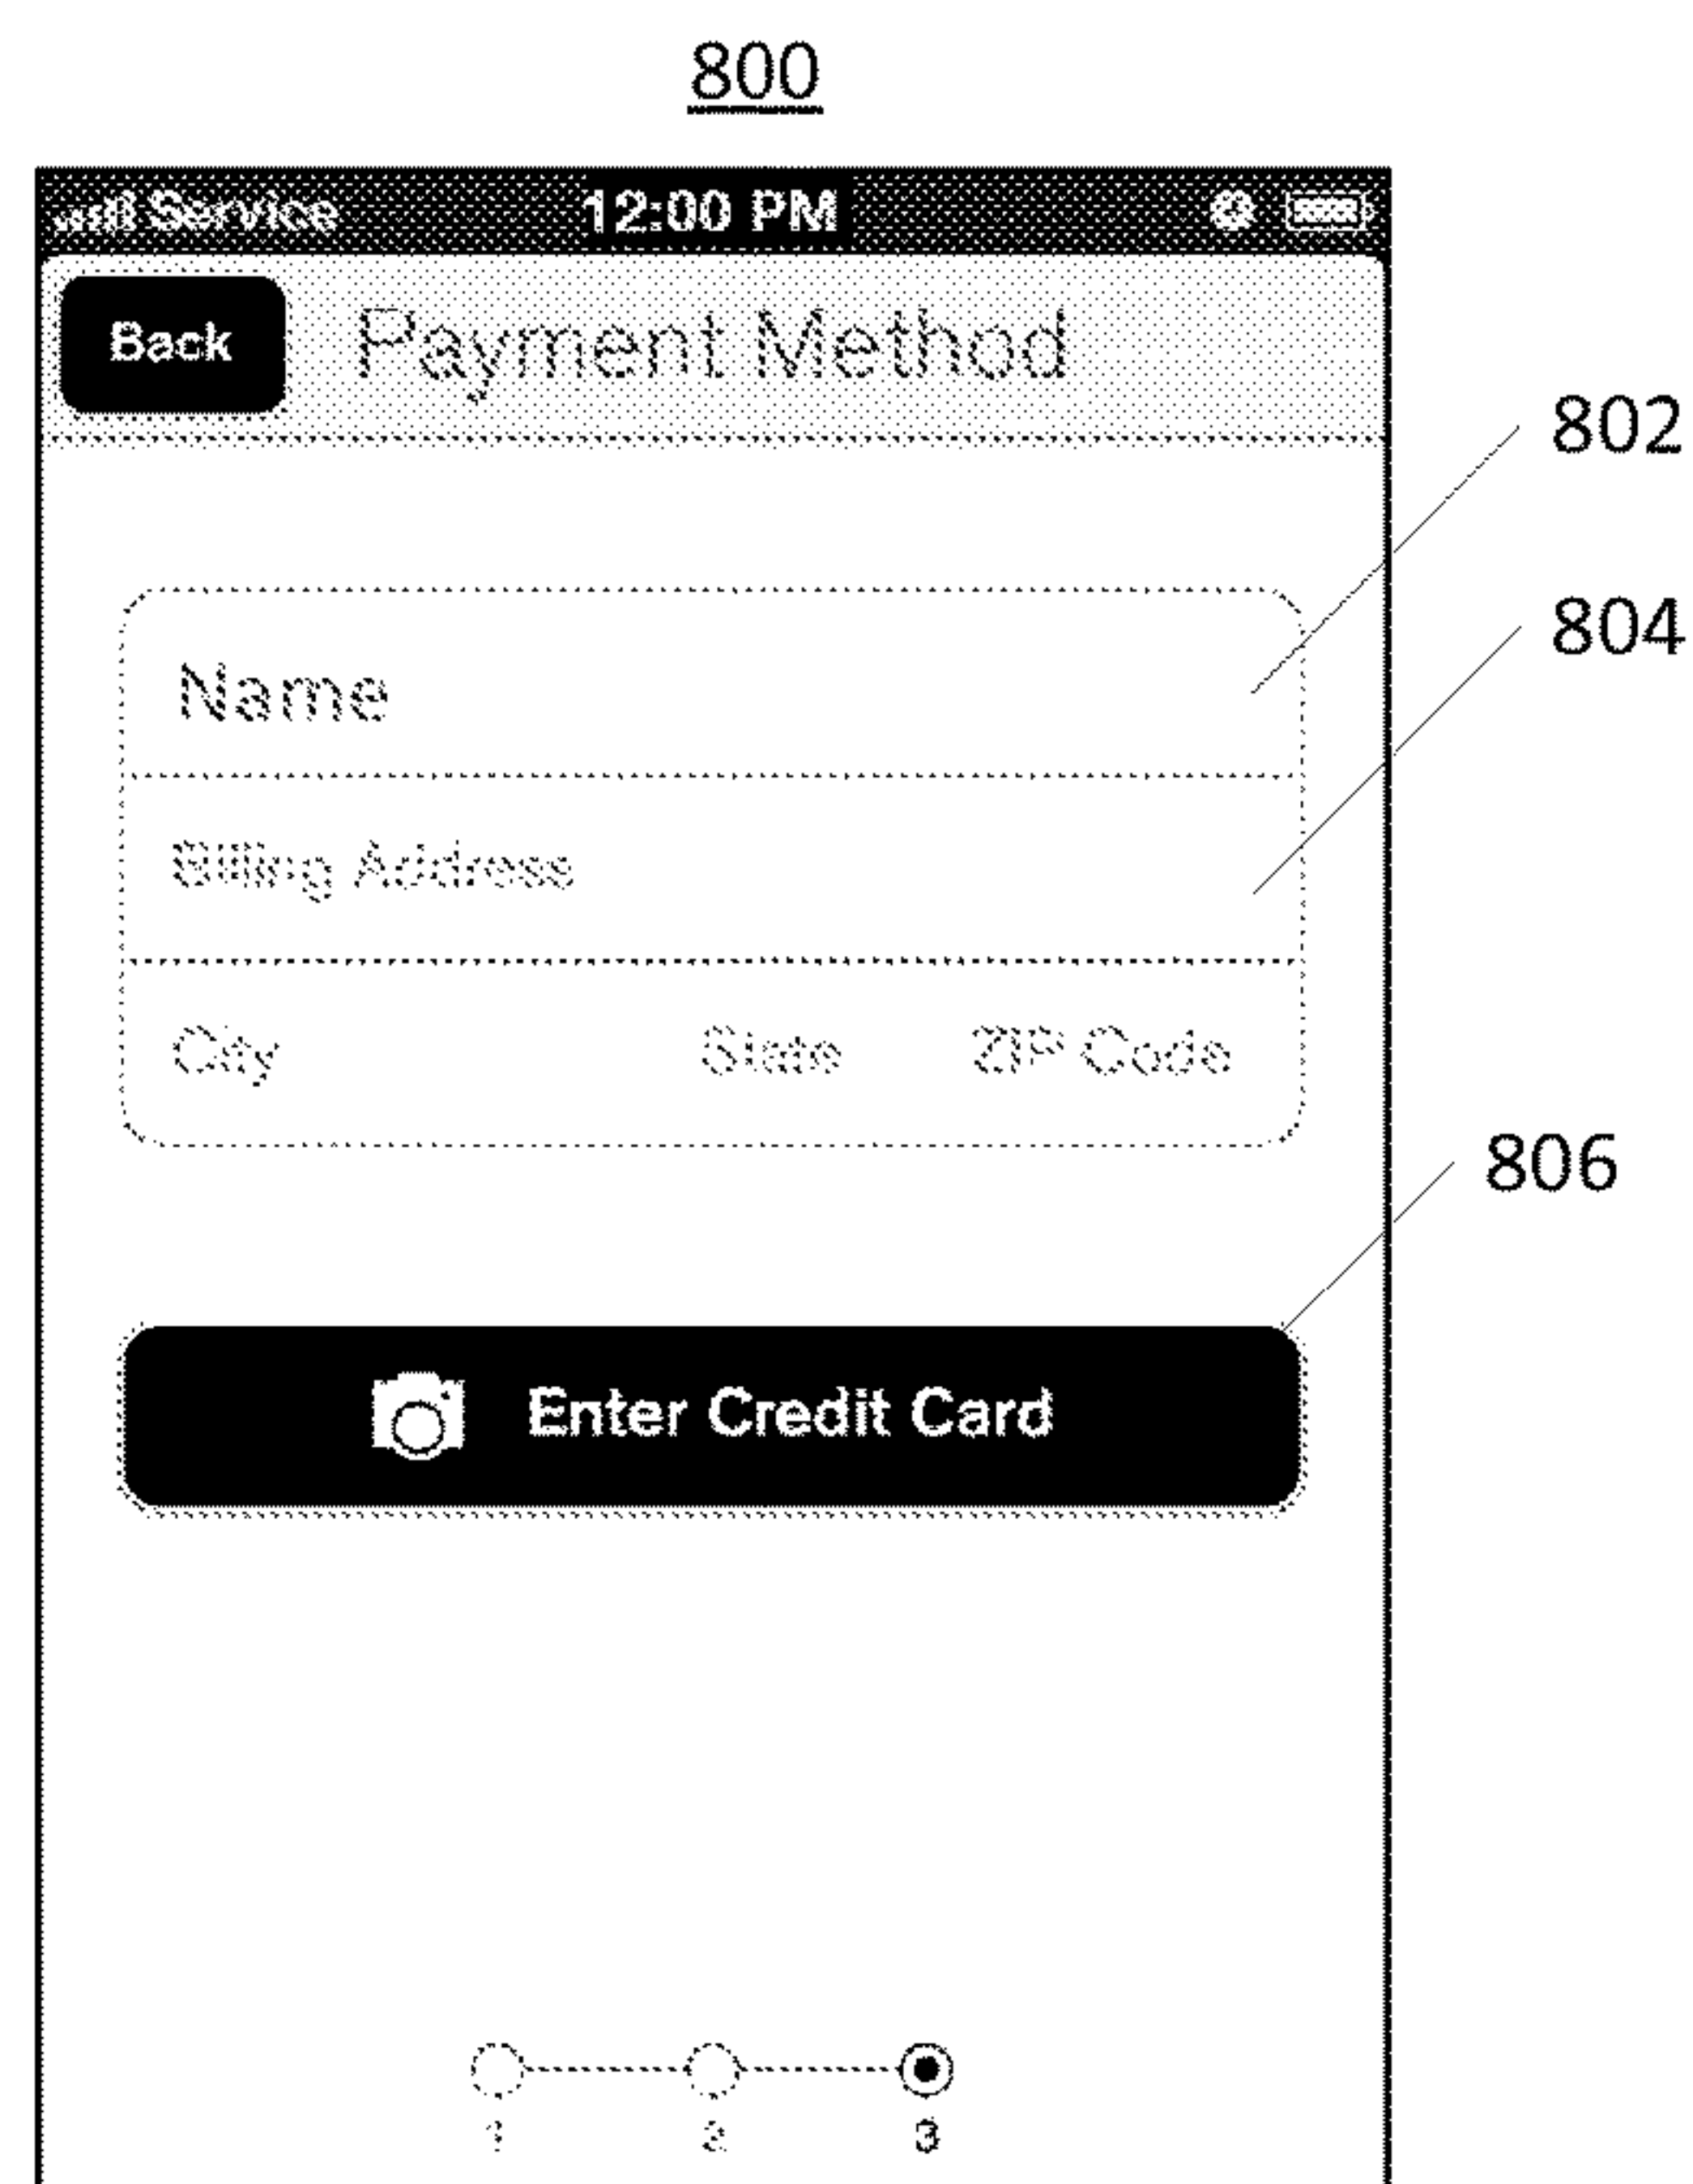 800
Service 12:00 PM
Back Payment Method
802
804
Name
Billing Address
City State ZIP Code
806
Enter Credit Card
1 2 3